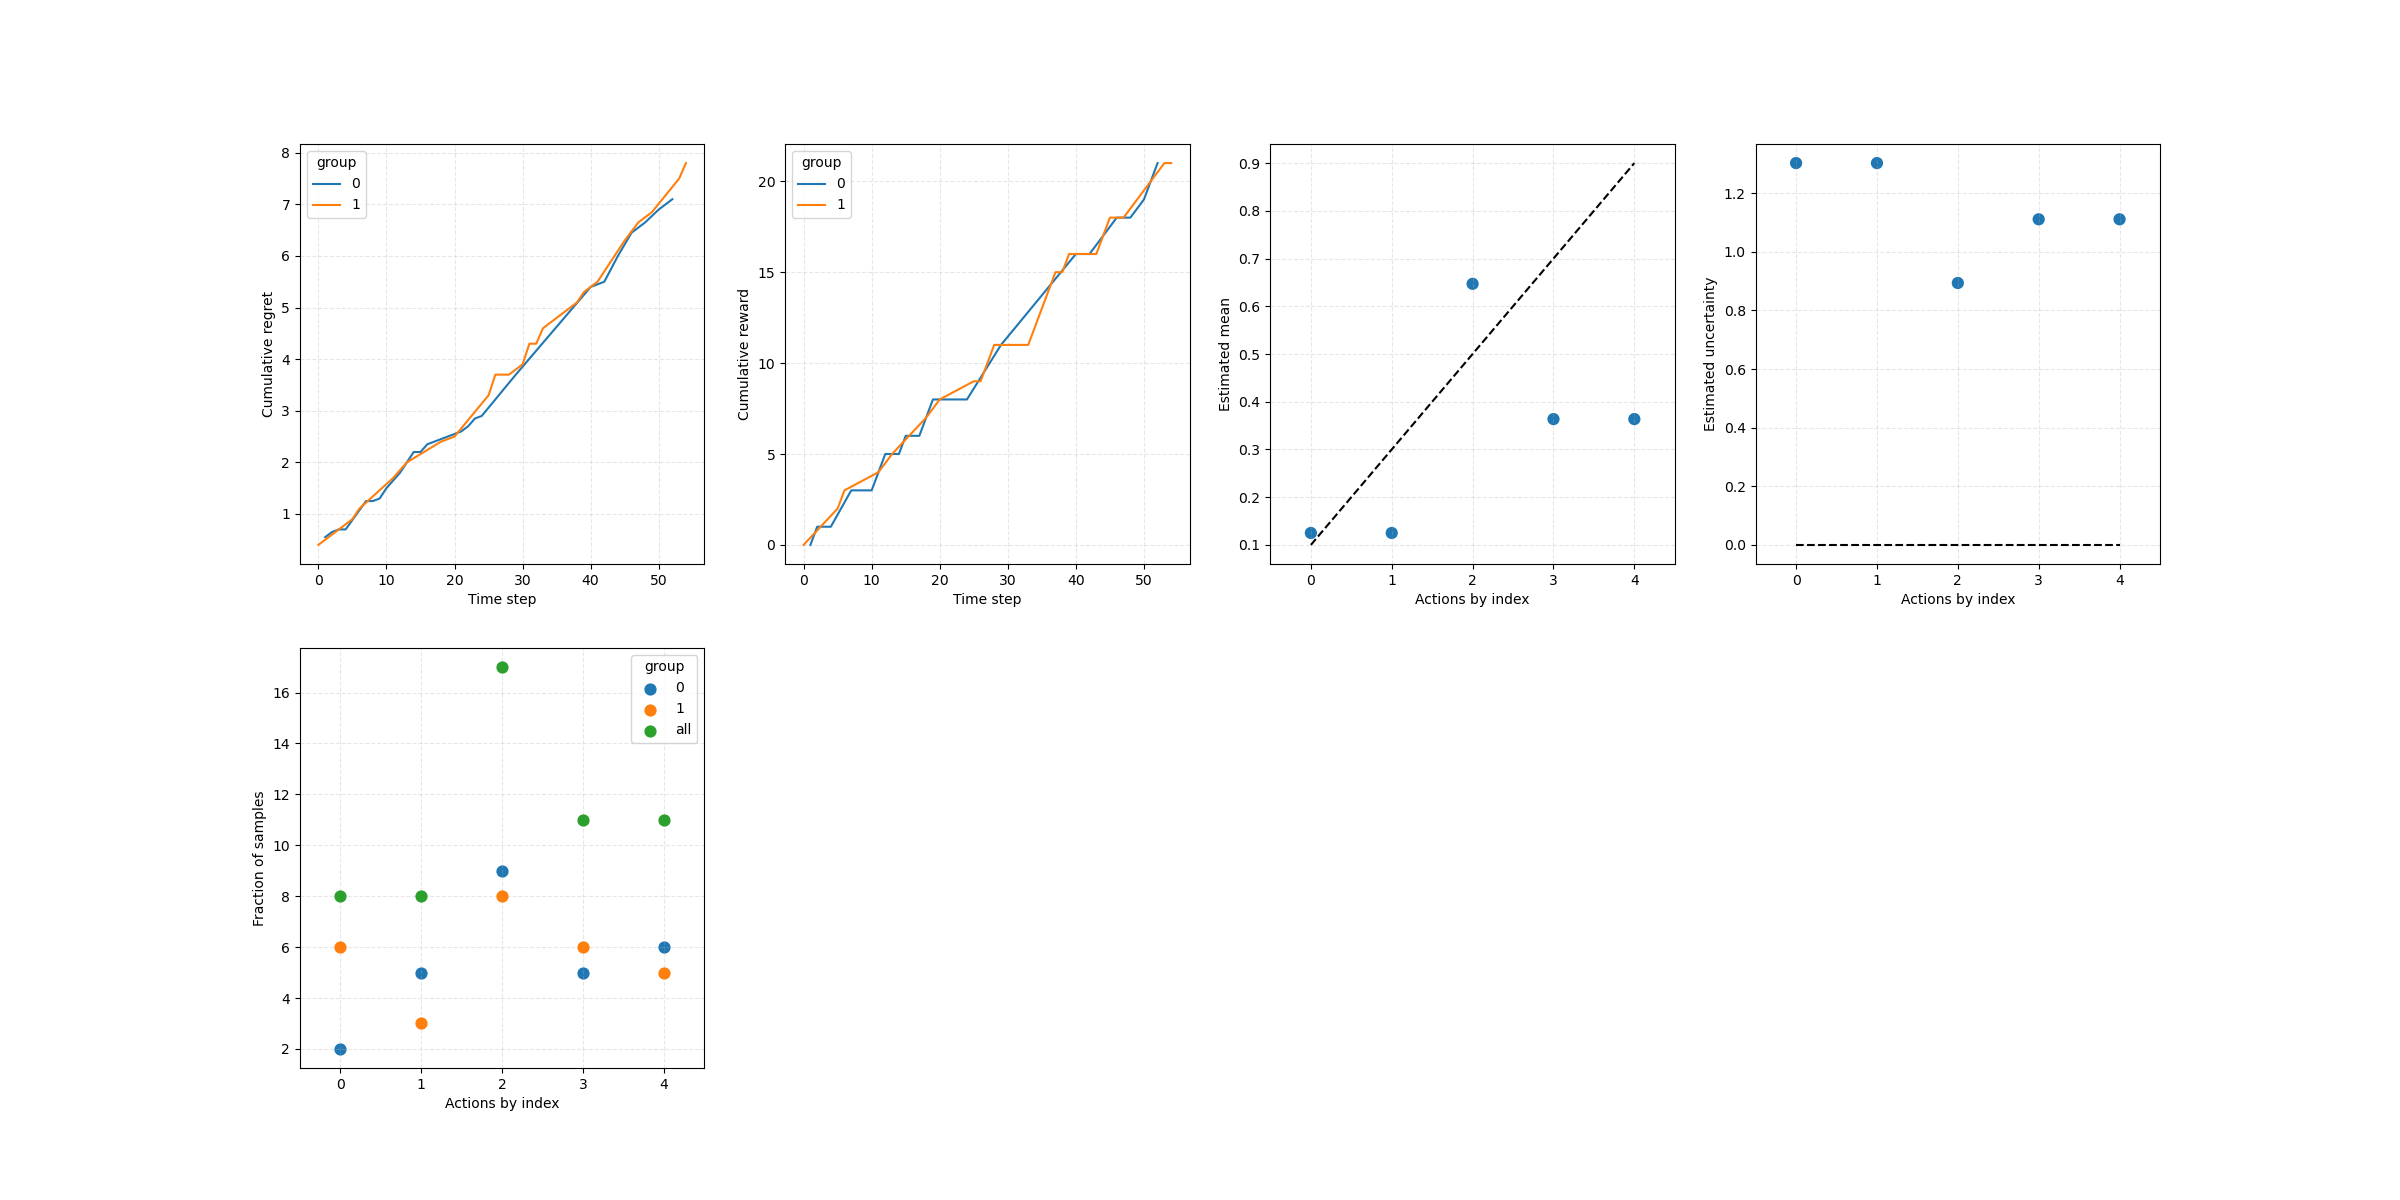 8
7
6
5
4
3
2
1
0 10 20 30 40 50
Time step
Cumulative regret
group
0
1
20
15
10
5
0
0 10 20 30 40 50
Time step
Cumulative reward
group
0
1
0.9
0.8
0.7
0.6
0.5
0.4
0.3
0.2
0.1
0 1 2 3 4
Actions by index
Estimated mean
1.2
1.0
0.8
0.6
0.4
0.2
0.0
0 1 2 3 4
Actions by index
Estimated uncertainty
16
14
12
10
8
6
4
2
0 1 2 3 4
Actions by index
Fraction of samples
group
0
1
all